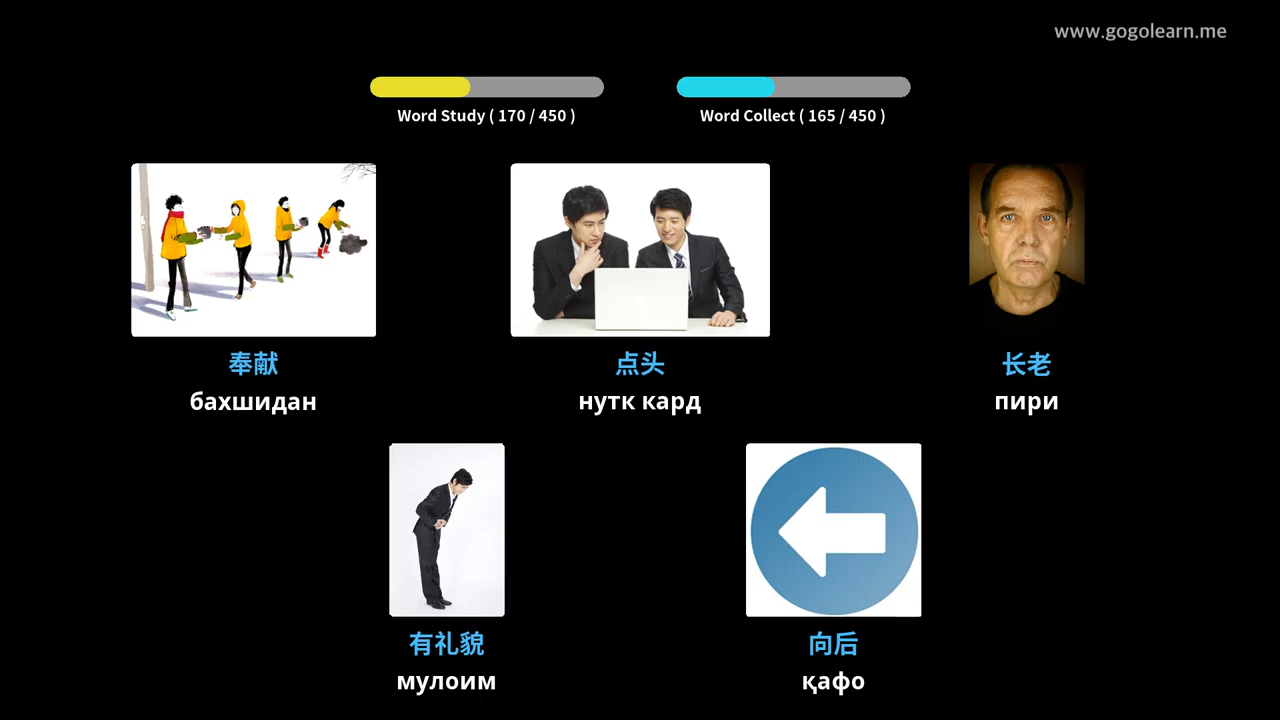 www.gogolearn.me
Word Study ( 170 / 450 )
Word Collect ( 165 / 450 )
奉献
бахшидан
点头
нутк кард
长老
пири
有礼貌
мулоим
向后
қафо